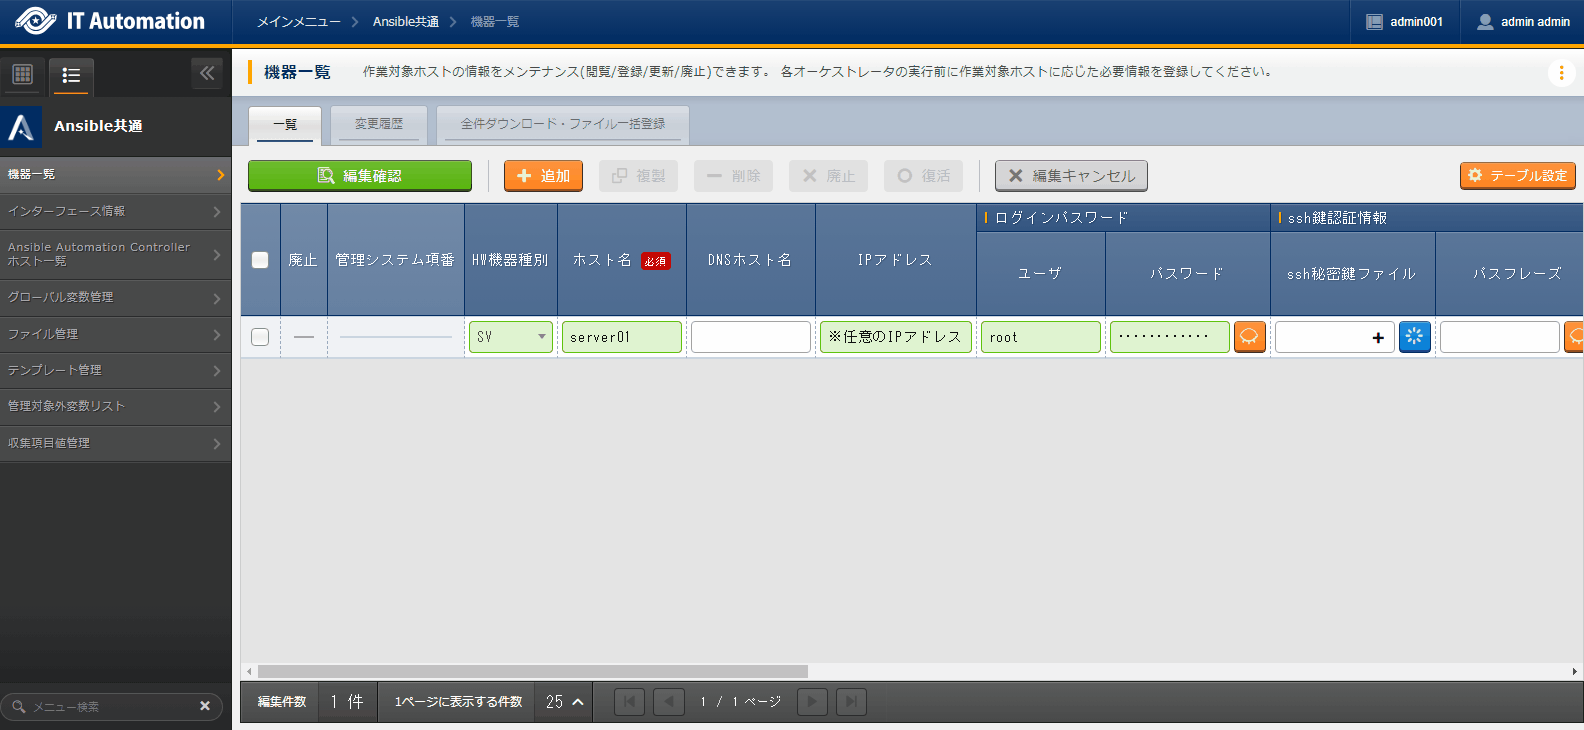 IT Automation
メインメニュー > Ansible共通 > 機器一覧
admin001
admin admin
Ansible共通
機器一覧
インターフェース情報
Ansible Automation Controller
ホスト一覧
グローバル変数管理
ファイル管理
テンプレート管理
管理対象外変数リスト
収集項目値管理
メニュー検索
機器一覧
作業対象ホストの情報をメンテナンス(閲覧/登録/更新/廃止)できます。 各オーケストレータの実行前に作業対象ホストに応じた必要情報を登録してください。
一覧
変更履歴
全件ダウンロード・ファイル一括登録
編集確認
追加
複製
削除
廃止
復活
編集キャンセル
テーブル設定
廃止
管理システム項番
HW機器種別
ホスト名 必須
DNSホスト名
IPアドレス
ログインパスワード
ユーザ
パスワード
ssh鍵認証情報
ssh秘密鍵ファイル
パスフレーズ
SV
server01
※任意のIPアドレス
root
············
編集件数
1 件
1ページに表示する件数
25
1 / 1 ページ